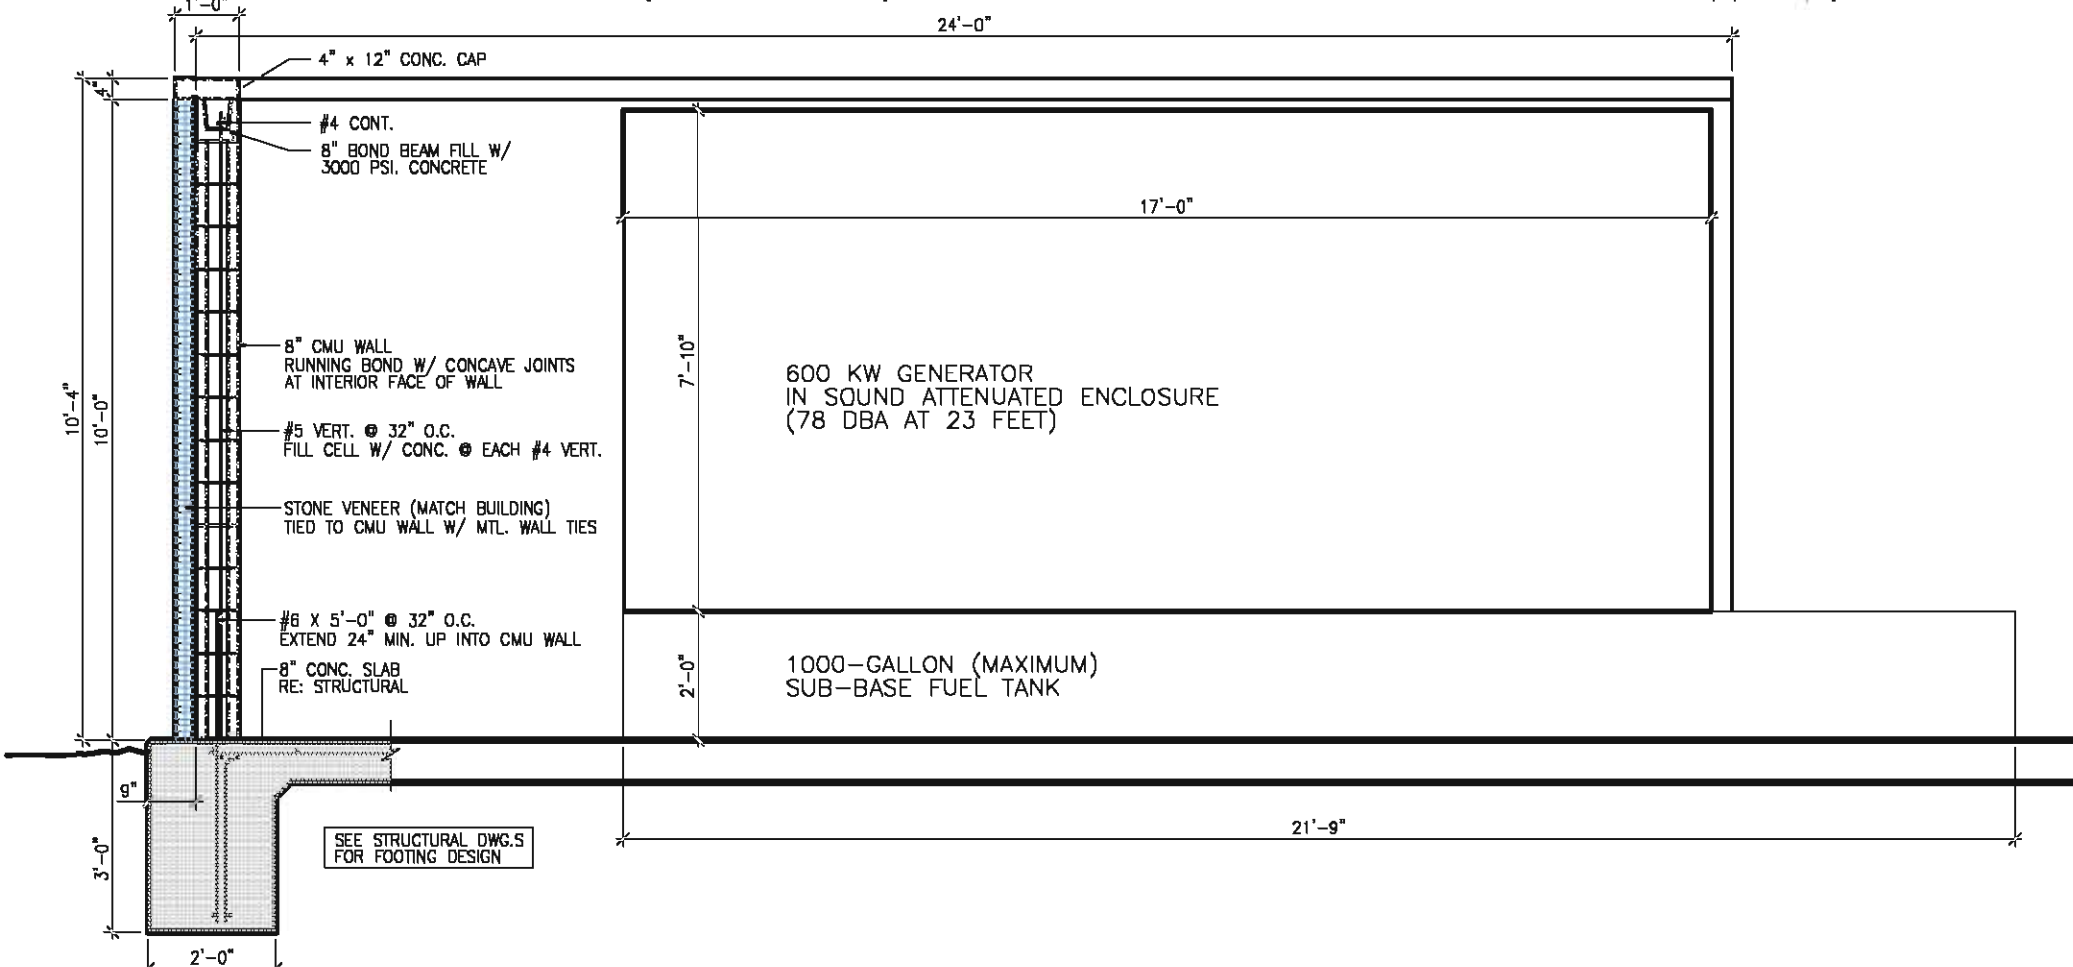 1'-0"
24'-0"
4" x 12" CONC. CAP
4"
#4 CONT.
8" BOND BEAM FILL W/
3000 PSI. CONCRETE
17'-0"
8" CMU WALL
RUNNING BOND W/ CONCAVE JOINTS
AT INTERIOR FACE OF WALL
7'-10"
600 KW GENERATOR
IN SOUND ATTENUATED ENCLOSURE
(78 DBA AT 23 FEET)
10'-4"
10'-0"
#5 VERT. @ 32" O.C.
FILL CELL W/ CONC. @ EACH #4 VERT.
STONE VENEER (MATCH BUILDING)
TIED TO CMU WALL W/ MTL. WALL TIES
#6 X 5'-0" @ 32" O.C.
EXTEND 24" MIN. UP INTO CMU WALL
8" CONC. SLAB
RE: STRUCTURAL
2'-0"
1000-GALLON (MAXIMUM)
SUB-BASE FUEL TANK
9"
21'-9"
SEE STRUCTURAL DWG.S
FOR FOOTING DESIGN
3'-0"
2'-0"